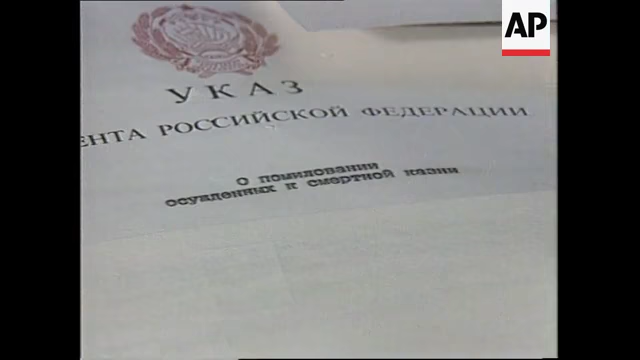 AP
УКАЗ
ЕНТА РОССИЙСКОЙ ФЕДЕРАЦИИ
о помиловании
осужденных к смертной казни